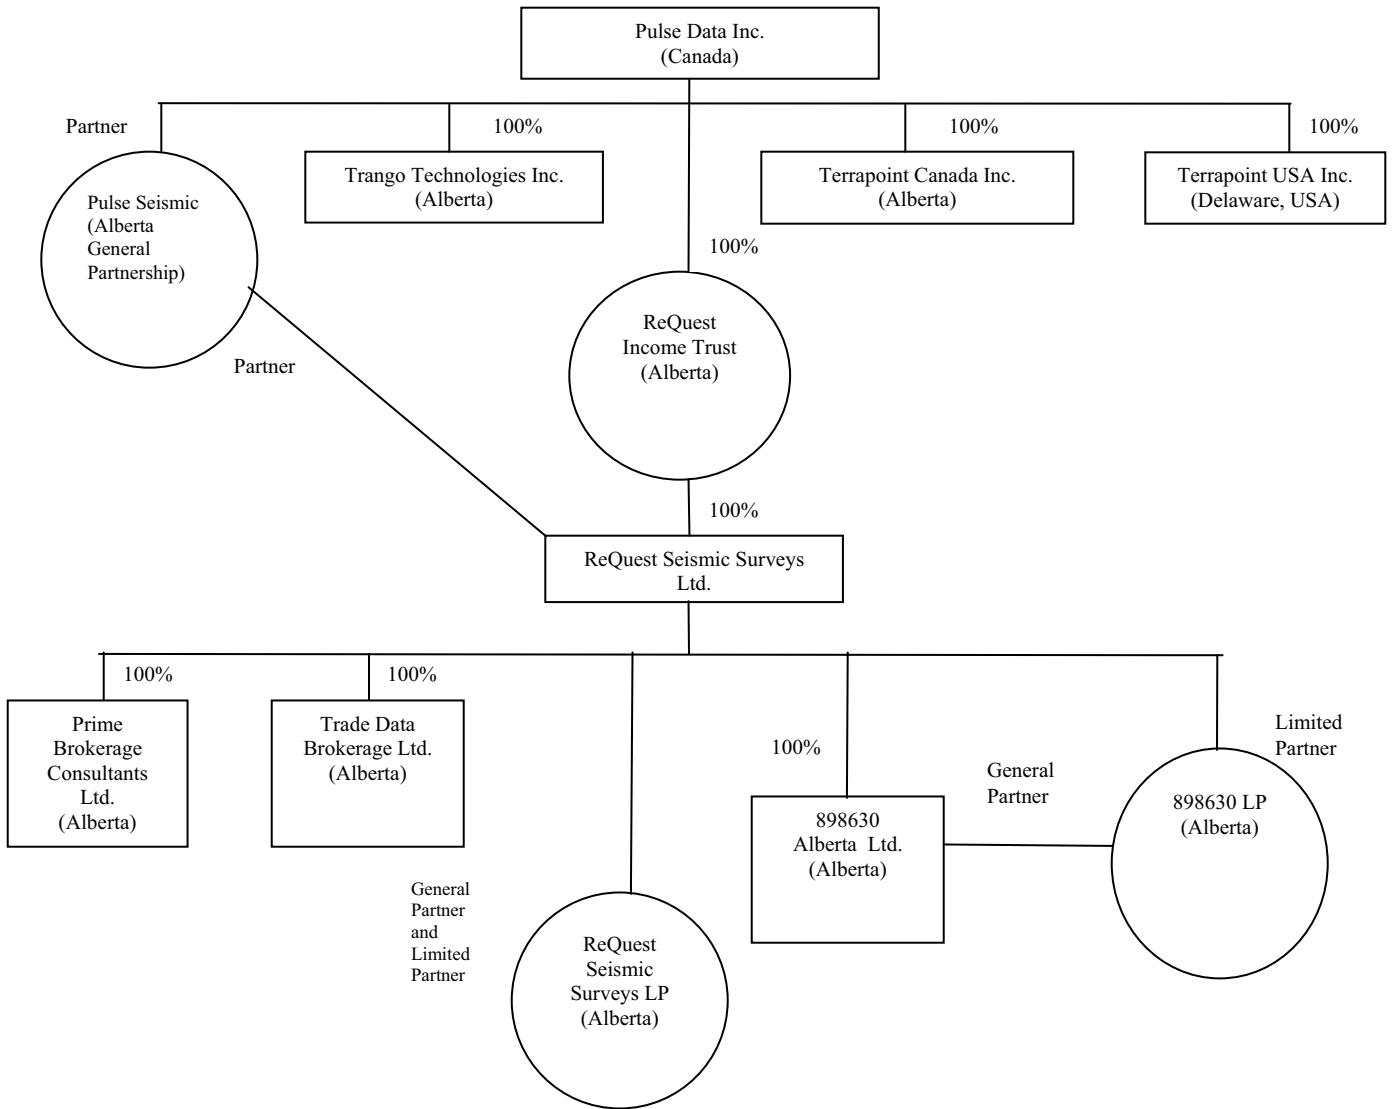 Pulse Data Inc.
(Canada)
Partner
100%
100%
100%
Trango Technologies Inc.
(Alberta)
Terrapoint Canada Inc.
(Alberta)
Terrapoint USA Inc.
(Delaware, USA)
Pulse Seismic
(Alberta
General
Partnership)
100%
ReQuest
Income Trust
(Alberta)
Partner
100%
ReQuest Seismic Surveys
Ltd.
100%
100%
Prime
Brokerage
Consultants
Ltd.
(Alberta)
Trade Data
Brokerage Ltd.
(Alberta)
100%
General
Partner
Limited
Partner
898630
Alberta  Ltd.
(Alberta)
898630 LP
(Alberta)
General
Partner
and
Limited
Partner
ReQuest
Seismic
Surveys LP
(Alberta)